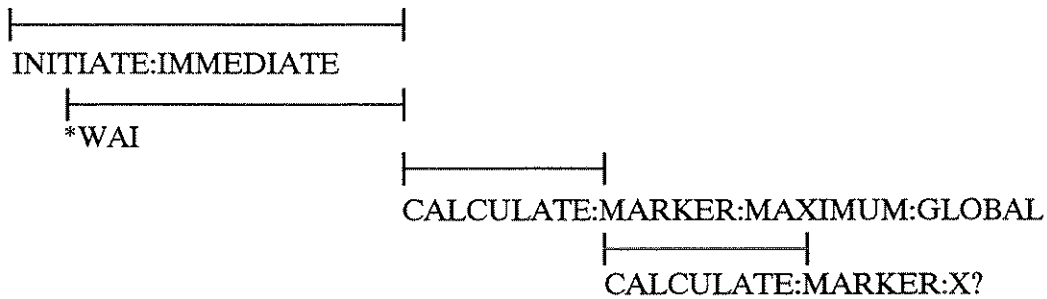 INITIATE:IMMEDIATE
*WAI
CALCULATE:MARKER:MAXIMUM:GLOBAL
CALCULATE:MARKER:X?